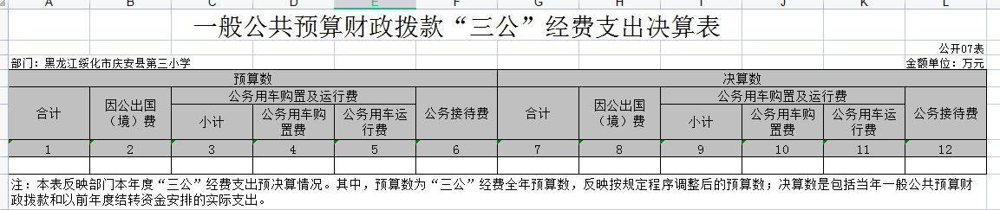 A B C D E F G H I J K L
一般公共预算财政拨款“三公”经费支出决算表
公开07表
部门：黑龙江绥化市庆安县第三小学 金额单位：万元
预算数 决算数
合计 因公出国（境）费 公务用车购置及运行费 公务接待费 合计 因公出国（境）费 公务用车购置及运行费 公务接待费
小计 公务用车购置费 公务用车运行费 小计 公务用车购置费 公务用车运行费
1 2 3 4 5 6 7 8 9 10 11 12
注：本表反映部门本年度“三公”经费支出预决算情况。其中，预算数为“三公”经费全年预算数，反映按规定程序调整后的预算数；决算数是包括当年一般公共预算财
政拨款和以前年度结转资金安排的实际支出。